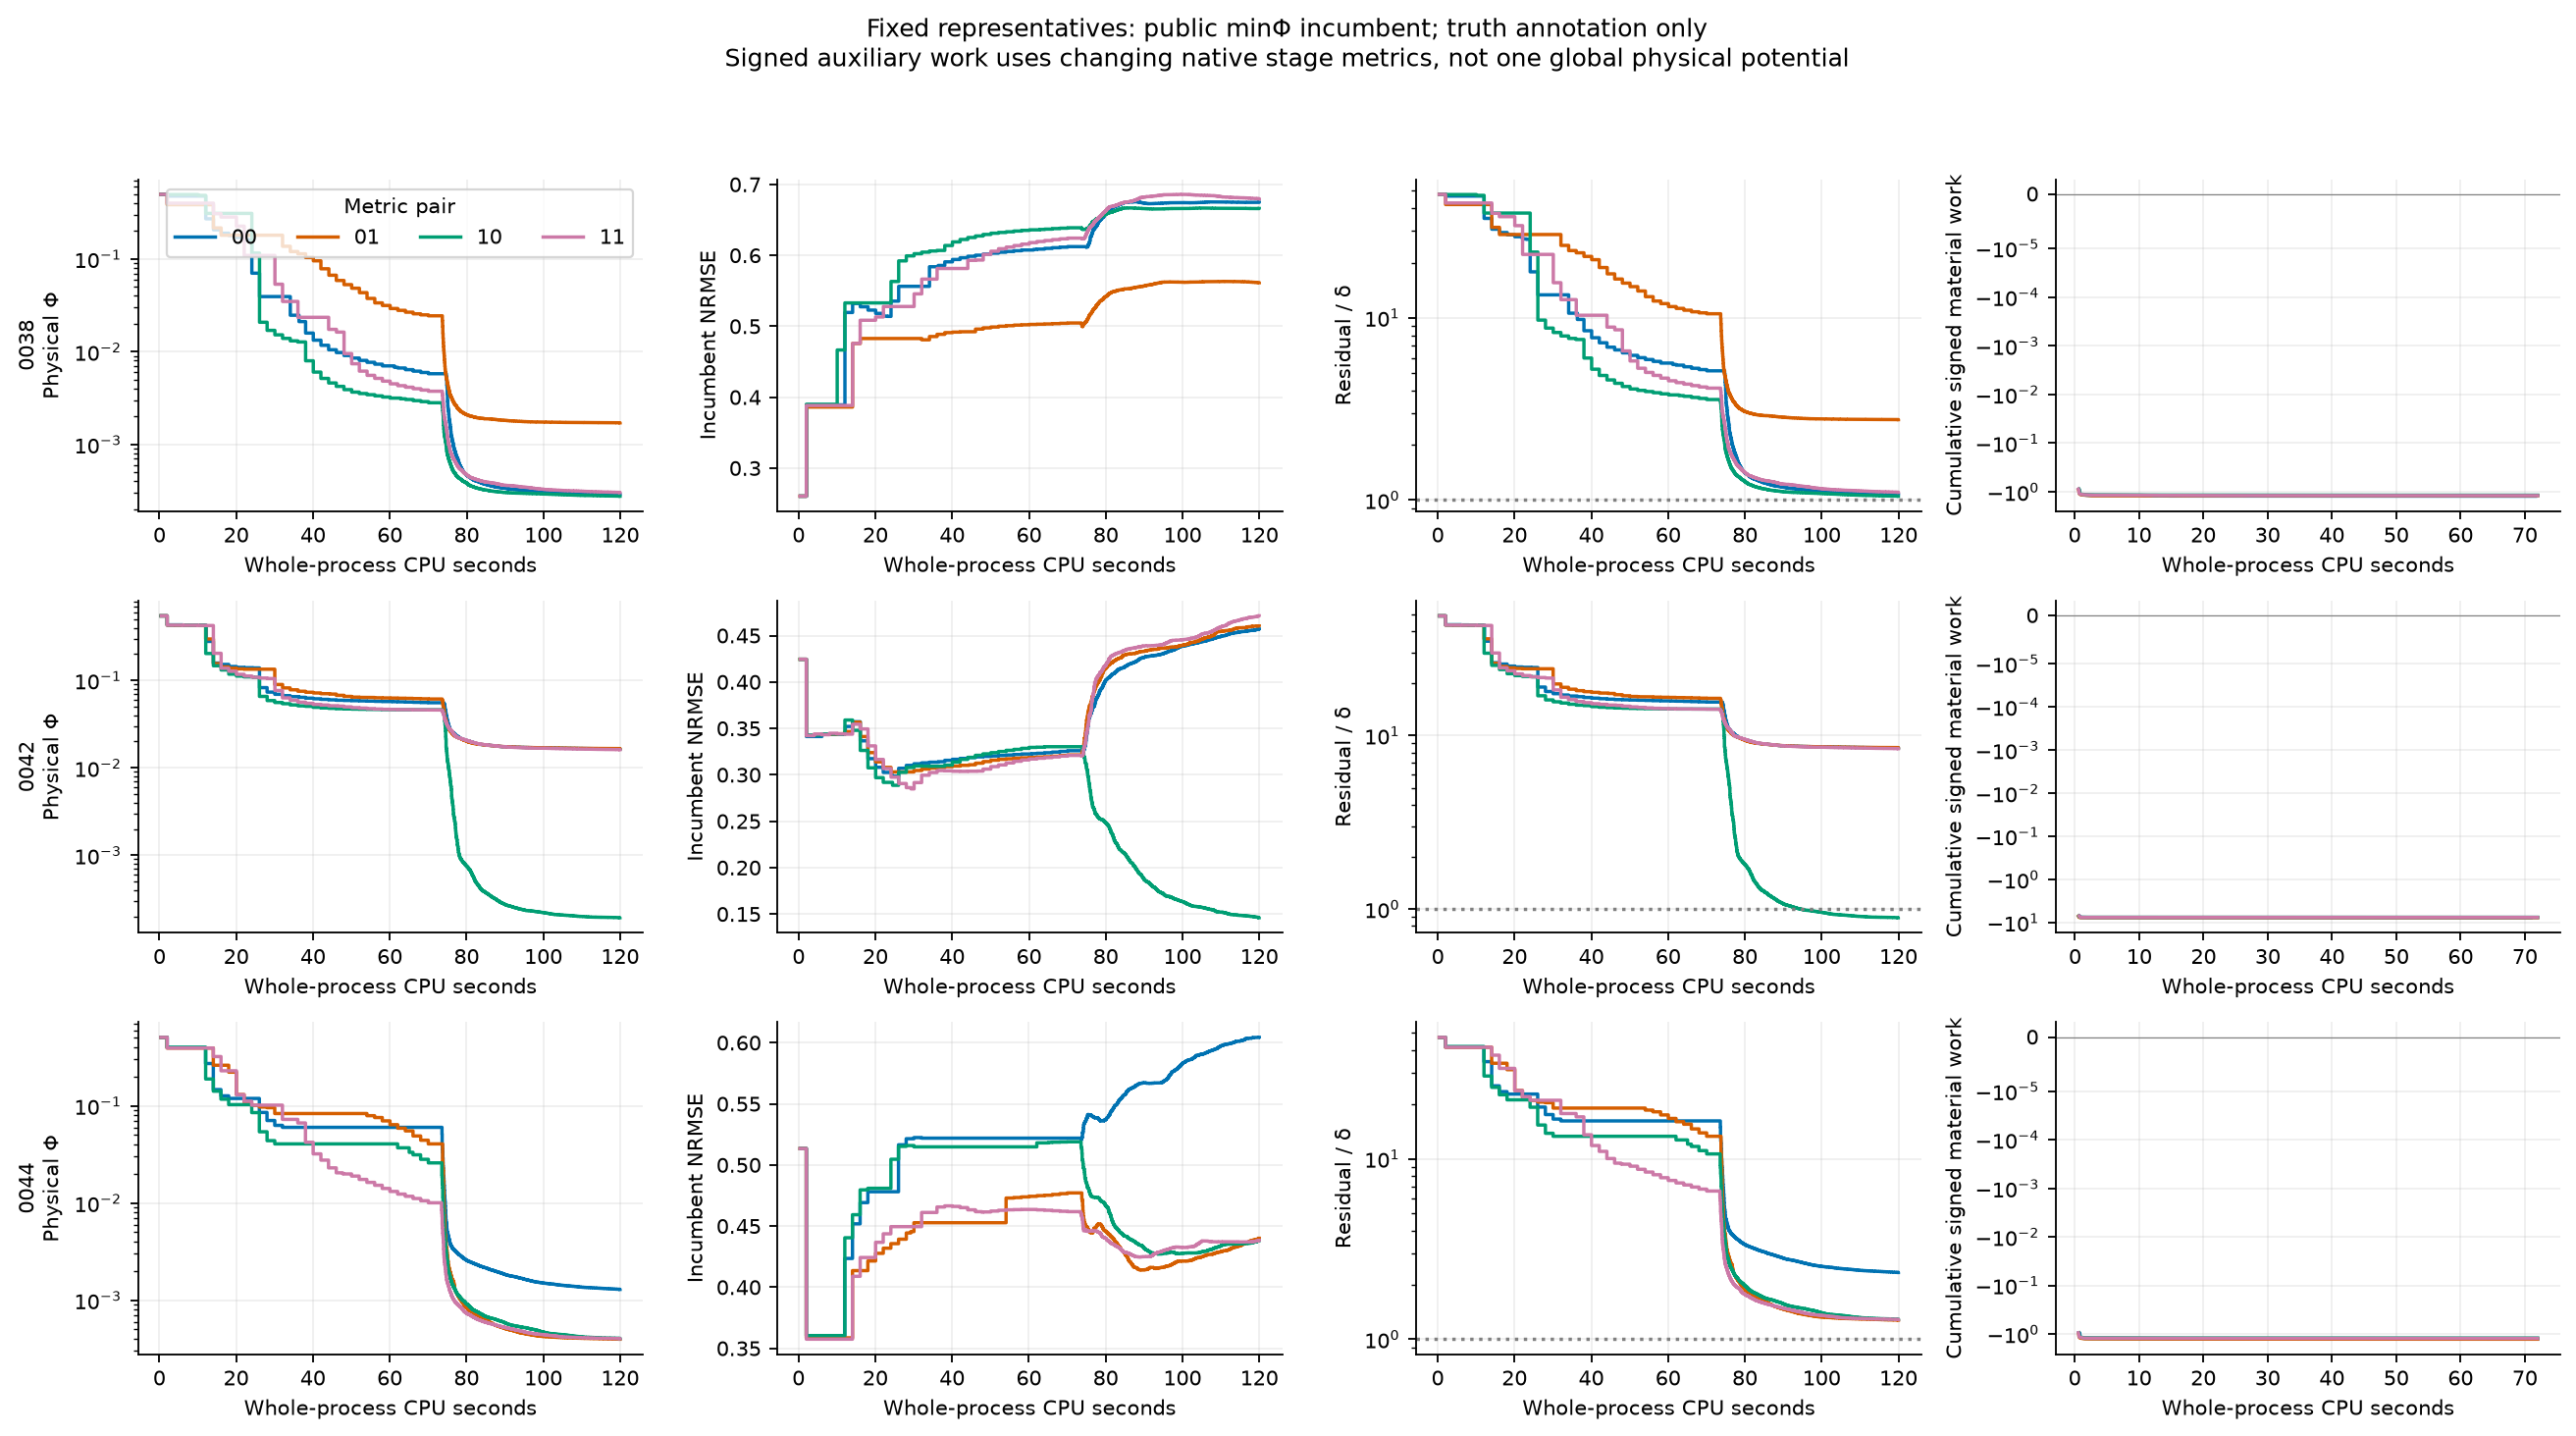 Fixed representatives: public minΦ incumbent; truth annotation only
Signed auxiliary work uses changing native stage metrics, not one global physical potential
0038
Physical Φ
10⁻¹
10⁻²
10⁻³
Metric pair
00 01 10 11
0 20 40 60 80 100 120
Whole-process CPU seconds
Incumbent NRMSE
0.7
0.6
0.5
0.4
0.3
0 20 40 60 80 100 120
Whole-process CPU seconds
Residual / δ
10¹
10⁰
0 20 40 60 80 100 120
Whole-process CPU seconds
Cumulative signed material work
0
−10⁻⁵
−10⁻⁴
−10⁻³
−10⁻²
−10⁻¹
−10⁰
0 10 20 30 40 50 60 70
Whole-process CPU seconds
0042
Physical Φ
10⁻¹
10⁻²
10⁻³
0 20 40 60 80 100 120
Whole-process CPU seconds
Incumbent NRMSE
0.45
0.40
0.35
0.30
0.25
0.20
0.15
0 20 40 60 80 100 120
Whole-process CPU seconds
Residual / δ
10¹
10⁰
0 20 40 60 80 100 120
Whole-process CPU seconds
Cumulative signed material work
0
−10⁻⁵
−10⁻⁴
−10⁻³
−10⁻²
−10⁻¹
−10⁰
−10¹
0 10 20 30 40 50 60 70
Whole-process CPU seconds
0044
Physical Φ
10⁻¹
10⁻²
10⁻³
0 20 40 60 80 100 120
Whole-process CPU seconds
Incumbent NRMSE
0.60
0.55
0.50
0.45
0.40
0.35
0 20 40 60 80 100 120
Whole-process CPU seconds
Residual / δ
10¹
10⁰
0 20 40 60 80 100 120
Whole-process CPU seconds
Cumulative signed material work
0
−10⁻⁵
−10⁻⁴
−10⁻³
−10⁻²
−10⁻¹
−10⁰
0 10 20 30 40 50 60 70
Whole-process CPU seconds